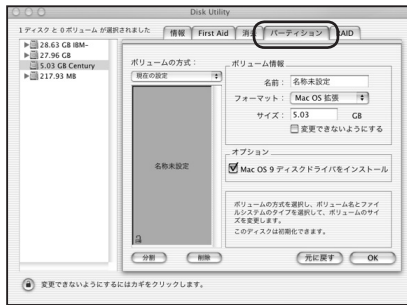 Disk Utility
1 ディスク と 0 ボリューム が選択されました
情報
First Aid
消去
パーティション
RAID
28.63 GB IBM-
27.96 GB
5.03 GB Century
217.93 MB
ボリュームの方式：
現在の設定
名称未設定
分割
削除
ボリューム情報
名前： 名称未設定
フォーマット： Mac OS 拡張
サイズ： 5.03 GB
変更できないようにする
オプション
Mac OS 9 ディスクドライバをインストール
ボリュームの方式を選択し、ボリューム名とファイ
ルシステムのタイプを選択して、ボリュームのサイ
ズを変更します。
このディスクは初期化できます。
元に戻す
OK
変更できないようにするにはカギをクリックします。